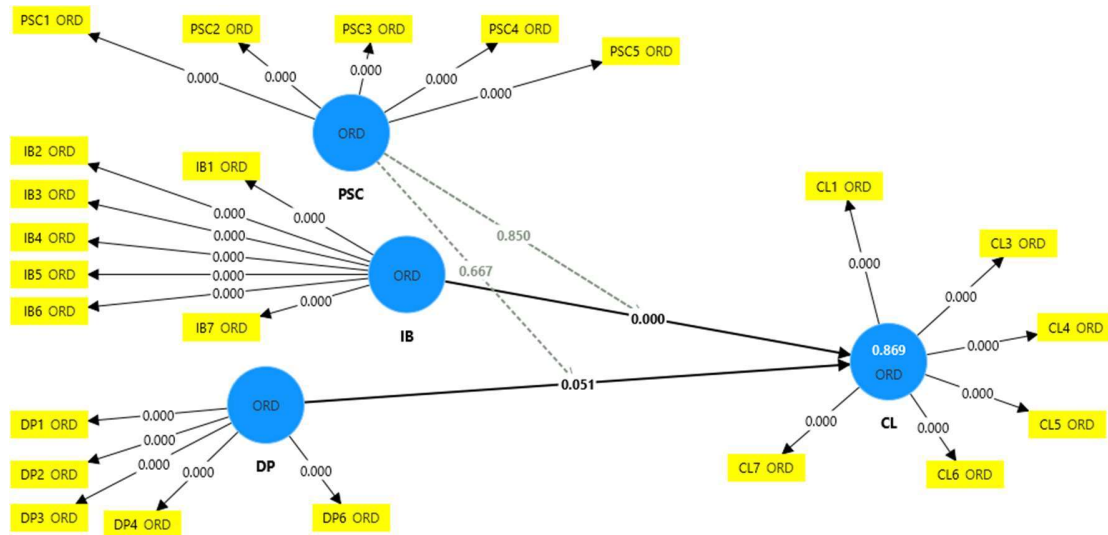 PSC1 ORD
PSC2 ORD
PSC3 ORD
PSC4 ORD
PSC5 ORD
0.000
0.000
0.000
0.000
0.000
ORD
PSC
IB2 ORD
IB1 ORD
IB3 ORD
IB4 ORD
IB5 ORD
IB6 ORD
IB7 ORD
0.000
0.000
0.000
0.000
0.000
0.000
0.000
ORD
IB
0.850
0.667
0.000
0.051
DP1 ORD
DP2 ORD
DP3 ORD
DP4 ORD
DP6 ORD
0.000
0.000
0.000
0.000
0.000
ORD
DP
CL1 ORD
CL3 ORD
CL4 ORD
CL5 ORD
CL6 ORD
CL7 ORD
0.000
0.000
0.000
0.000
0.000
0.000
0.869
ORD
CL